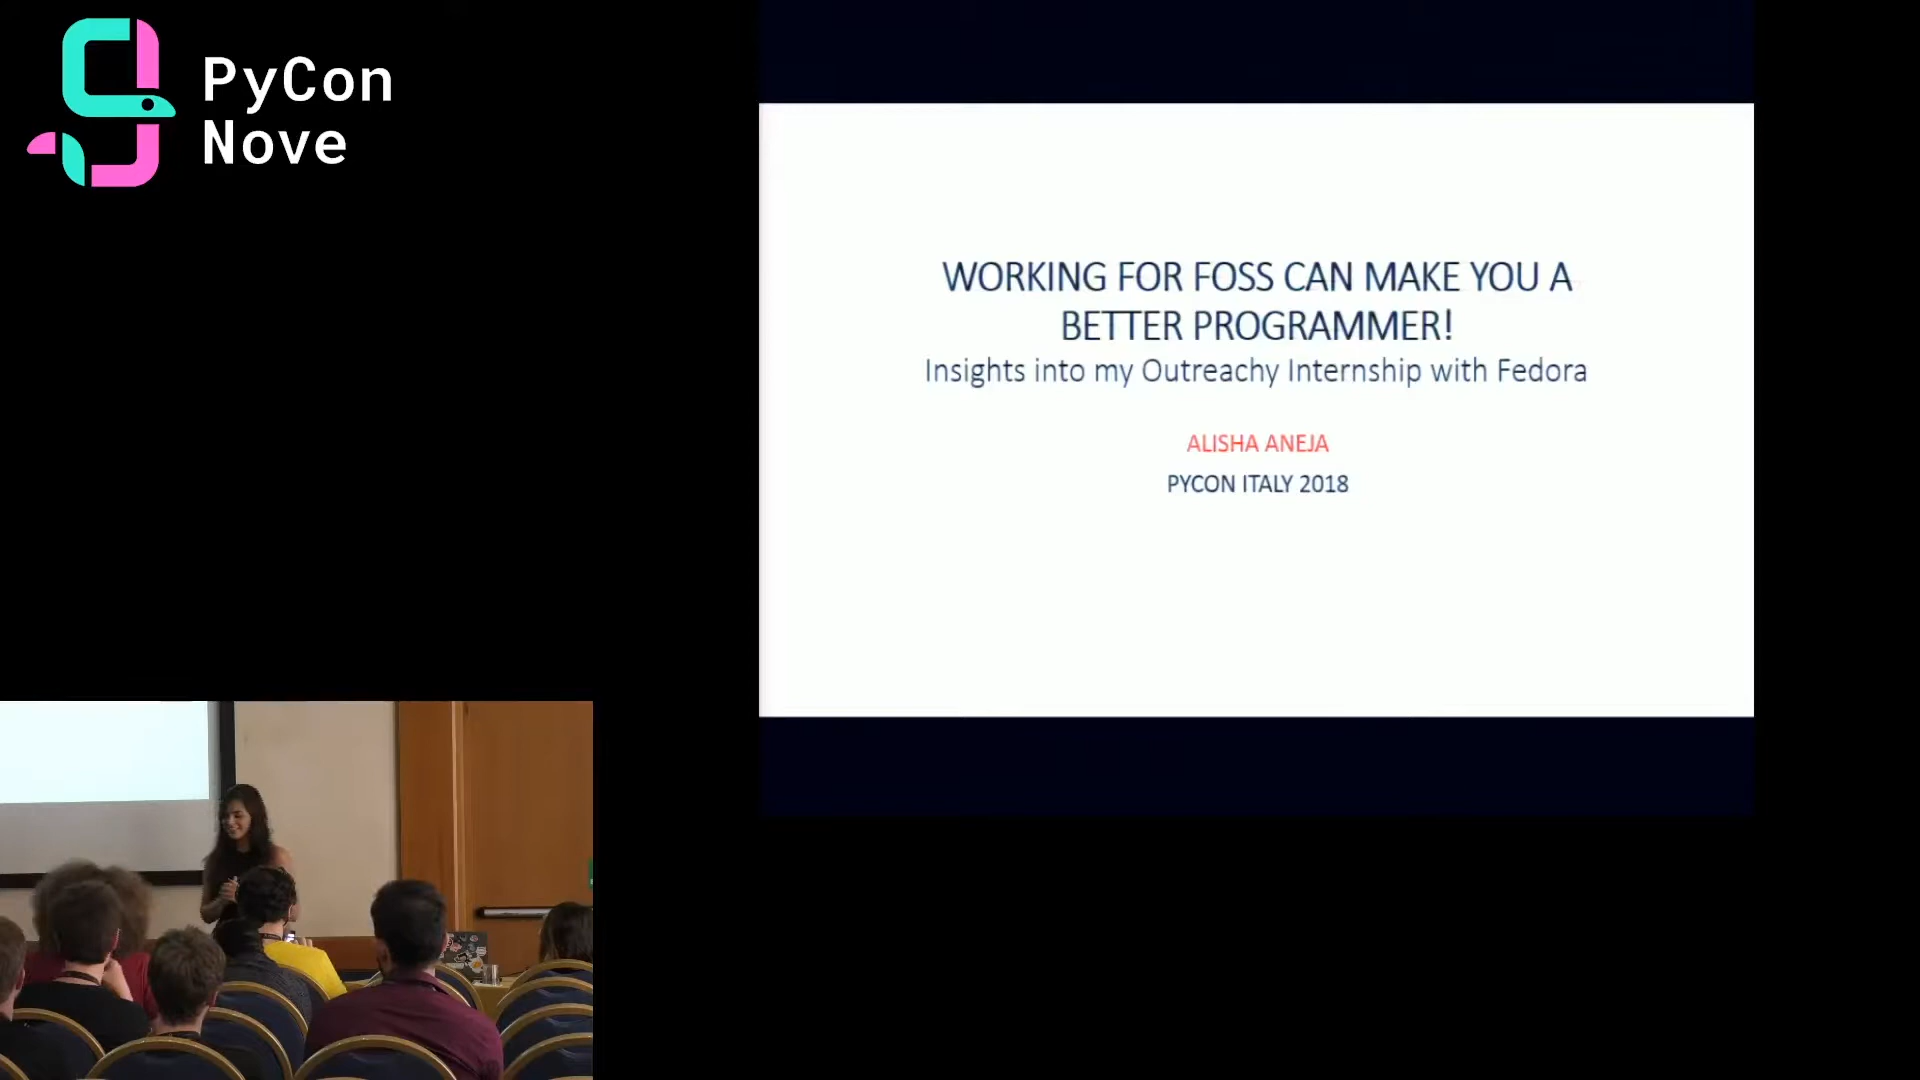 PyCon
Nove
WORKING FOR FOSS CAN MAKE YOU A
BETTER PROGRAMMER!
Insights into my Outreachy Internship with Fedora
ALISHA ANEJA
PYCON ITALY 2018